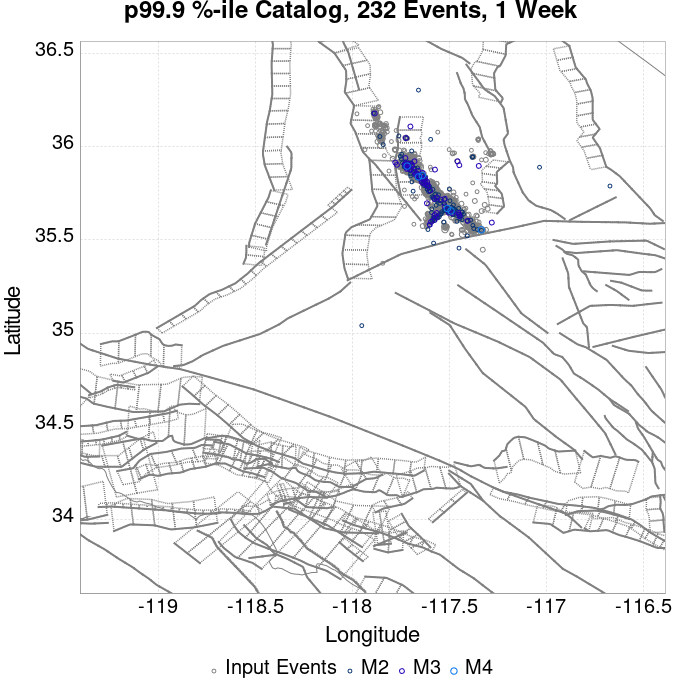 p99.9 %-ile Catalog, 232 Events, 1 Week
36.5
36
35.5
35
34.5
34
Latitude
-119 -118.5 -118 -117.5 -117 -116.5
Longitude
Input Events M2 M3 M4